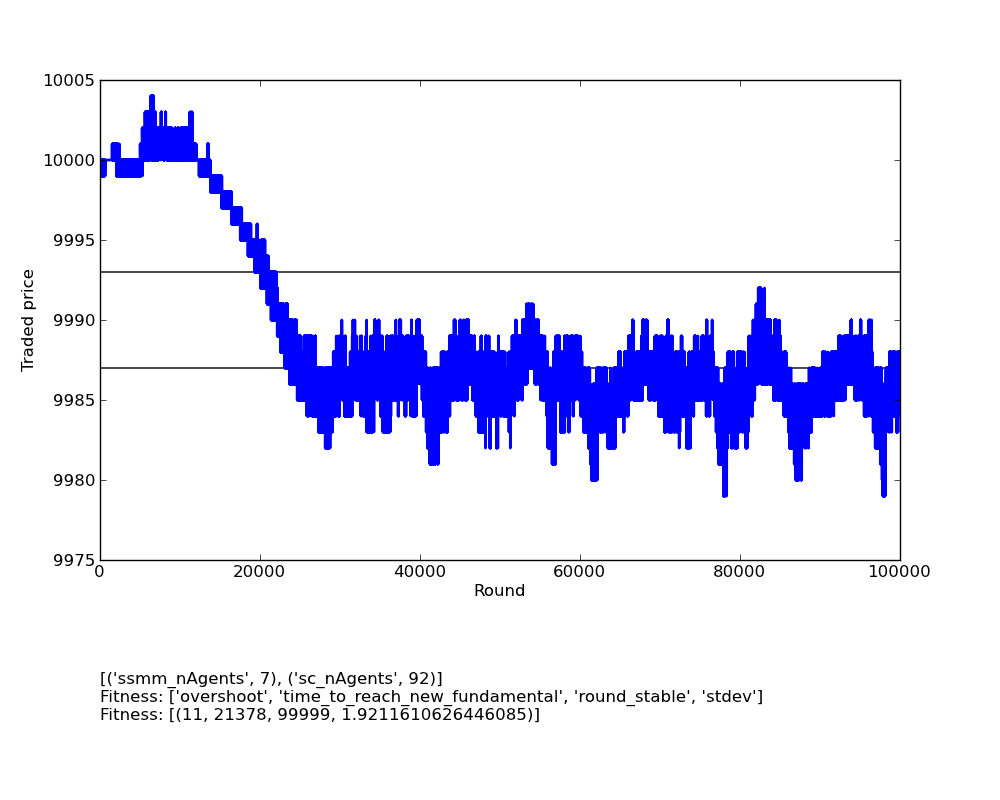 10005
10000
9995
9990
9985
9980
9975
Traded price
0 20000 40000 60000 80000 100000
Round
[('ssmm_nAgents', 7), ('sc_nAgents', 92)]
Fitness: ['overshoot', 'time_to_reach_new_fundamental', 'round_stable', 'stdev']
Fitness: [(11, 21378, 99999, 1.9211610626446085)]